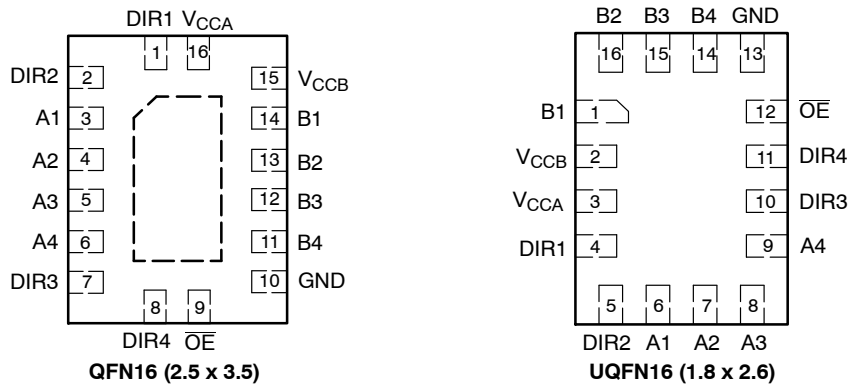 DIR1 VCCA
1 16
DIR2 2 15 VCCB
A1 3 14 B1
A2 4 13 B2
A3 5 12 B3
A4 6 11 B4
DIR3 7 10 GND
8 9
DIR4 OE
QFN16 (2.5 x 3.5)
B2 B3 B4 GND
16 15 14 13
B1 1 12 OE
VCCB 2 11 DIR4
VCCA 3 10 DIR3
DIR1 4 9 A4
5 6 7 8
DIR2 A1 A2 A3
UQFN16 (1.8 x 2.6)